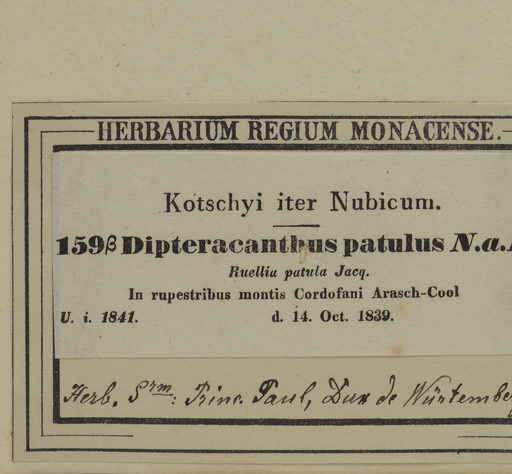 HERBARIUM REGIUM MONACENSE.
Kotschyi iter Nubicum.
159β Dipteracanthus patulus N.a.
Ruellia patula Jacq.
In rupestribus montis Cordofani Arasch-Cool
U. i. 1841. d. 14. Oct. 1839.
Herb. Srm: Princ. Paul, Dux de Würtemberg